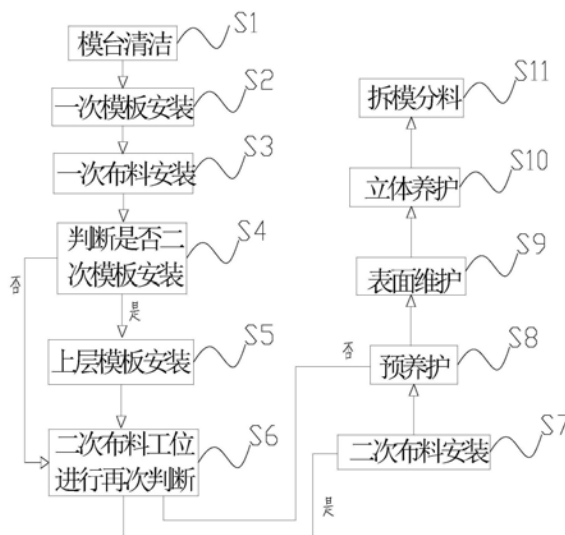 模台清洁
S1
一次模板安装
S2
一次布料安装
S3
判断是否二
次模板安装
S4
否
是
上层模板安装
S5
二次布料工位
进行再次判断
S6
拆模分料
S11
立体养护
S10
表面维护
S9
否
预养护
S8
二次布料安装
S7
是